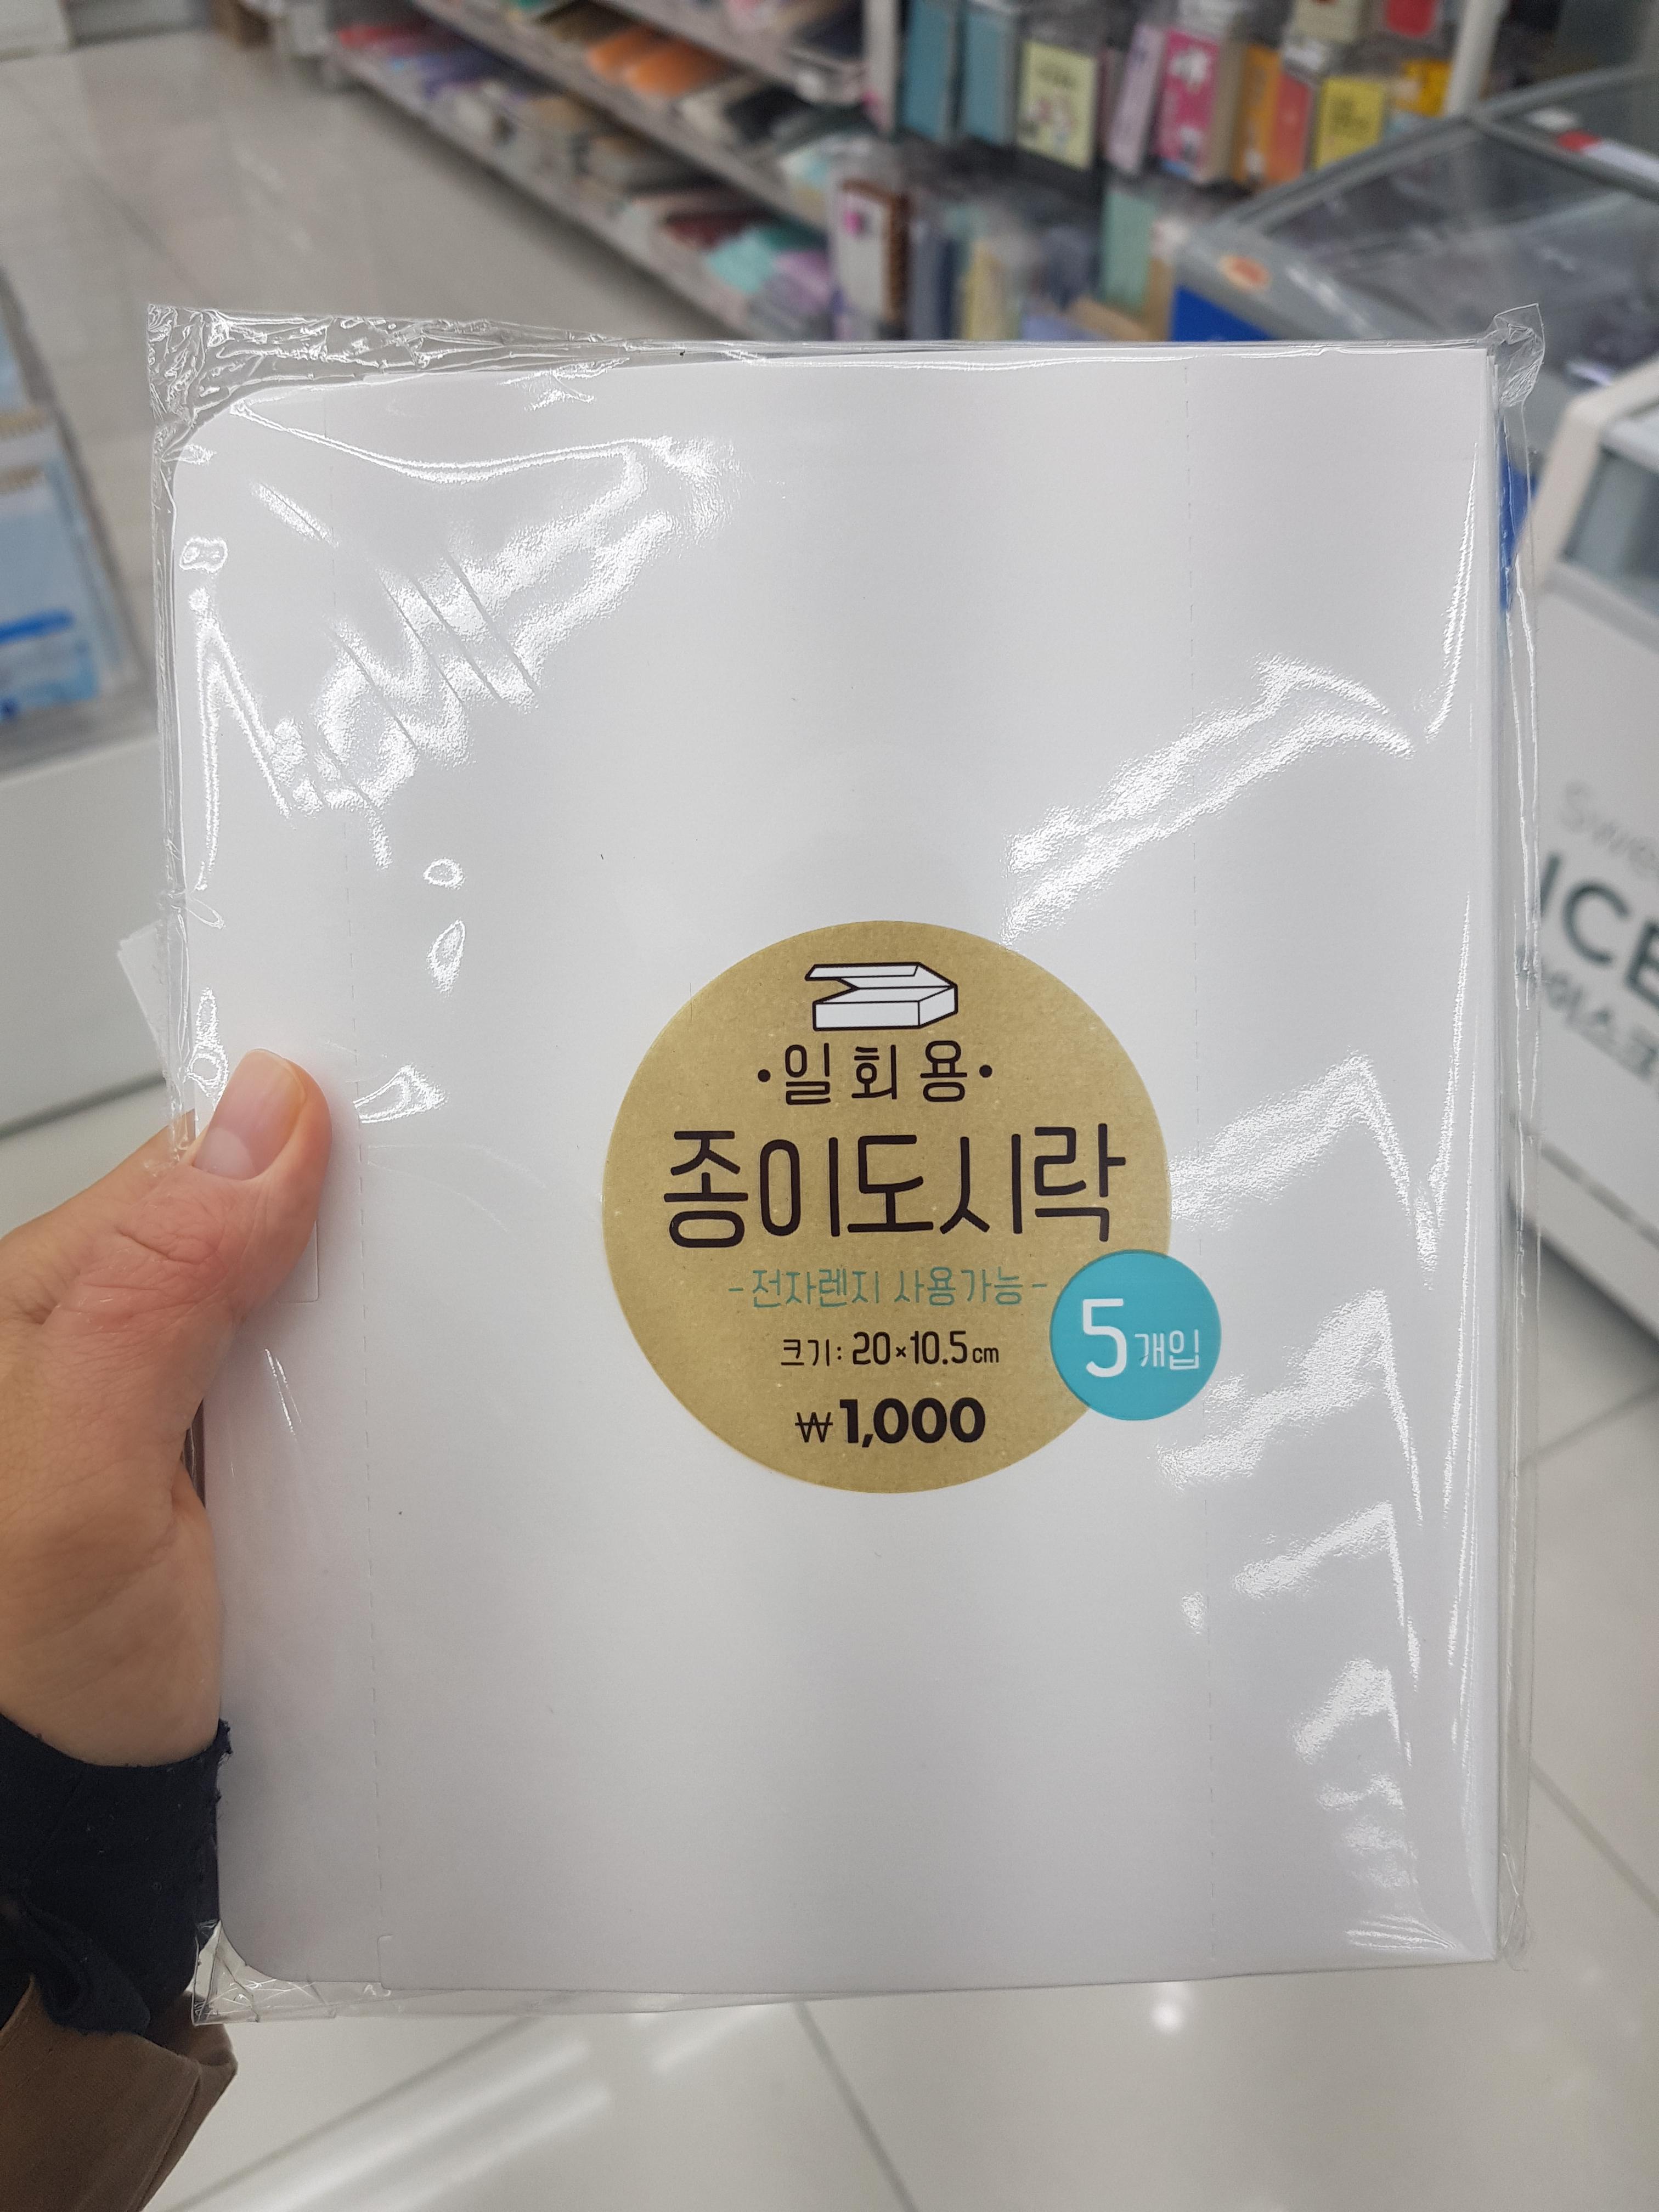 ·일회용·
종이도시락
-전자렌지 사용가능-
크기: 20×10.5cm
₩1,000
5개입